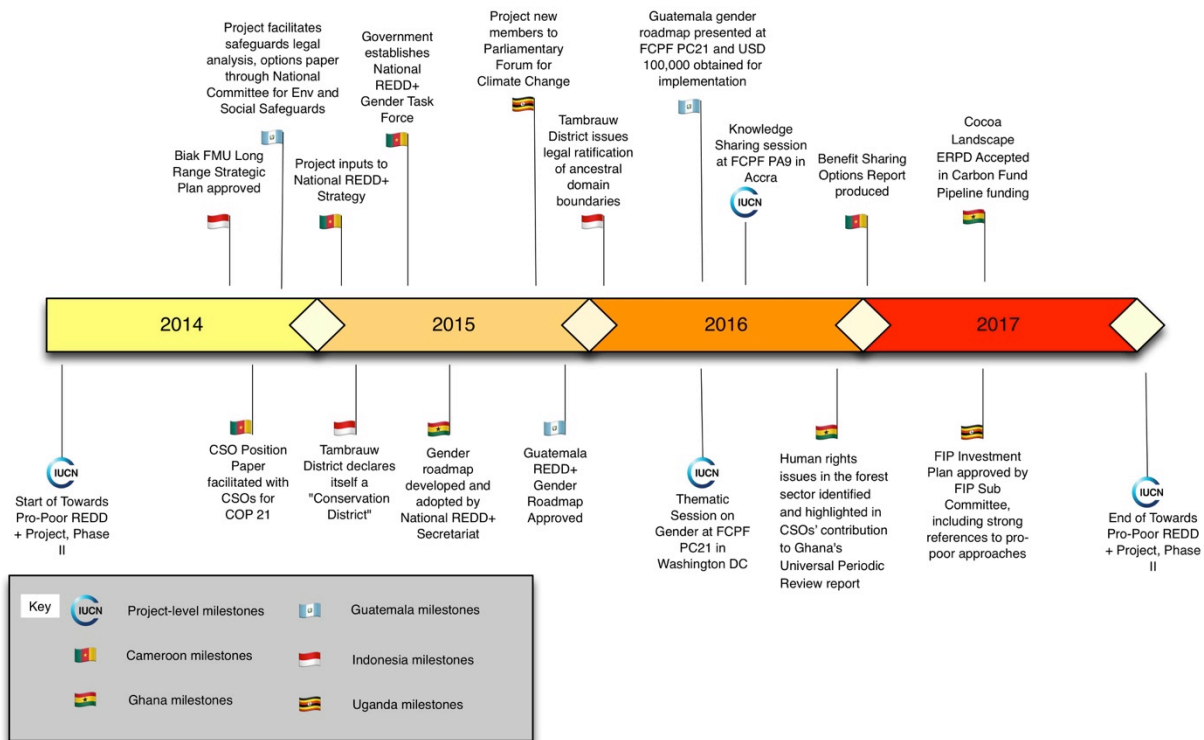 Project facilitates
safeguards legal
analysis, options paper
through National
Committee for Env and
Social Safeguards
Government
establishes
National
REDD+
Gender Task
Force
Project new
members to
Parliamentary
Forum for
Climate Change
Guatemala gender
roadmap presented at
FCPF PC21 and USD
100,000 obtained for
implementation
Biak FMU Long
Range Strategic
Plan approved
Project inputs to
National REDD+
Strategy
Tambrauw
District issues
legal ratification
of ancestral
domain
boundaries
Knowledge
Sharing session
at FCPF PA9 in
Accra
IUCN
Benefit Sharing
Options Report
produced
Cocoa
Landscape
ERPD Accepted
in Carbon Fund
Pipeline funding
2014
2015
2016
2017
IUCN
Start of Towards
Pro-Poor REDD
+ Project, Phase
II
CSO Position
Paper
facilitated with
CSOs for
COP 21
Tambrauw
District declares
itself a
"Conservation
District"
Gender
roadmap
developed and
adopted by
National REDD+
Secretariat
Guatemala
REDD+
Gender
Roadmap
Approved
IUCN
Thematic
Session on
Gender at FCPF
PC21 in
Washington DC
Human rights
issues in the forest
sector identified
and highlighted in
CSOs' contribution
to Ghana's
Universal Periodic
Review report
FIP Investment
Plan approved by
FIP Sub
Committee,
including strong
references to pro-
poor approaches
IUCN
End of Towards
Pro-Poor REDD
+ Project, Phase
II
Key
IUCN
Project-level milestones
Guatemala milestones
Cameroon milestones
Indonesia milestones
Ghana milestones
Uganda milestones